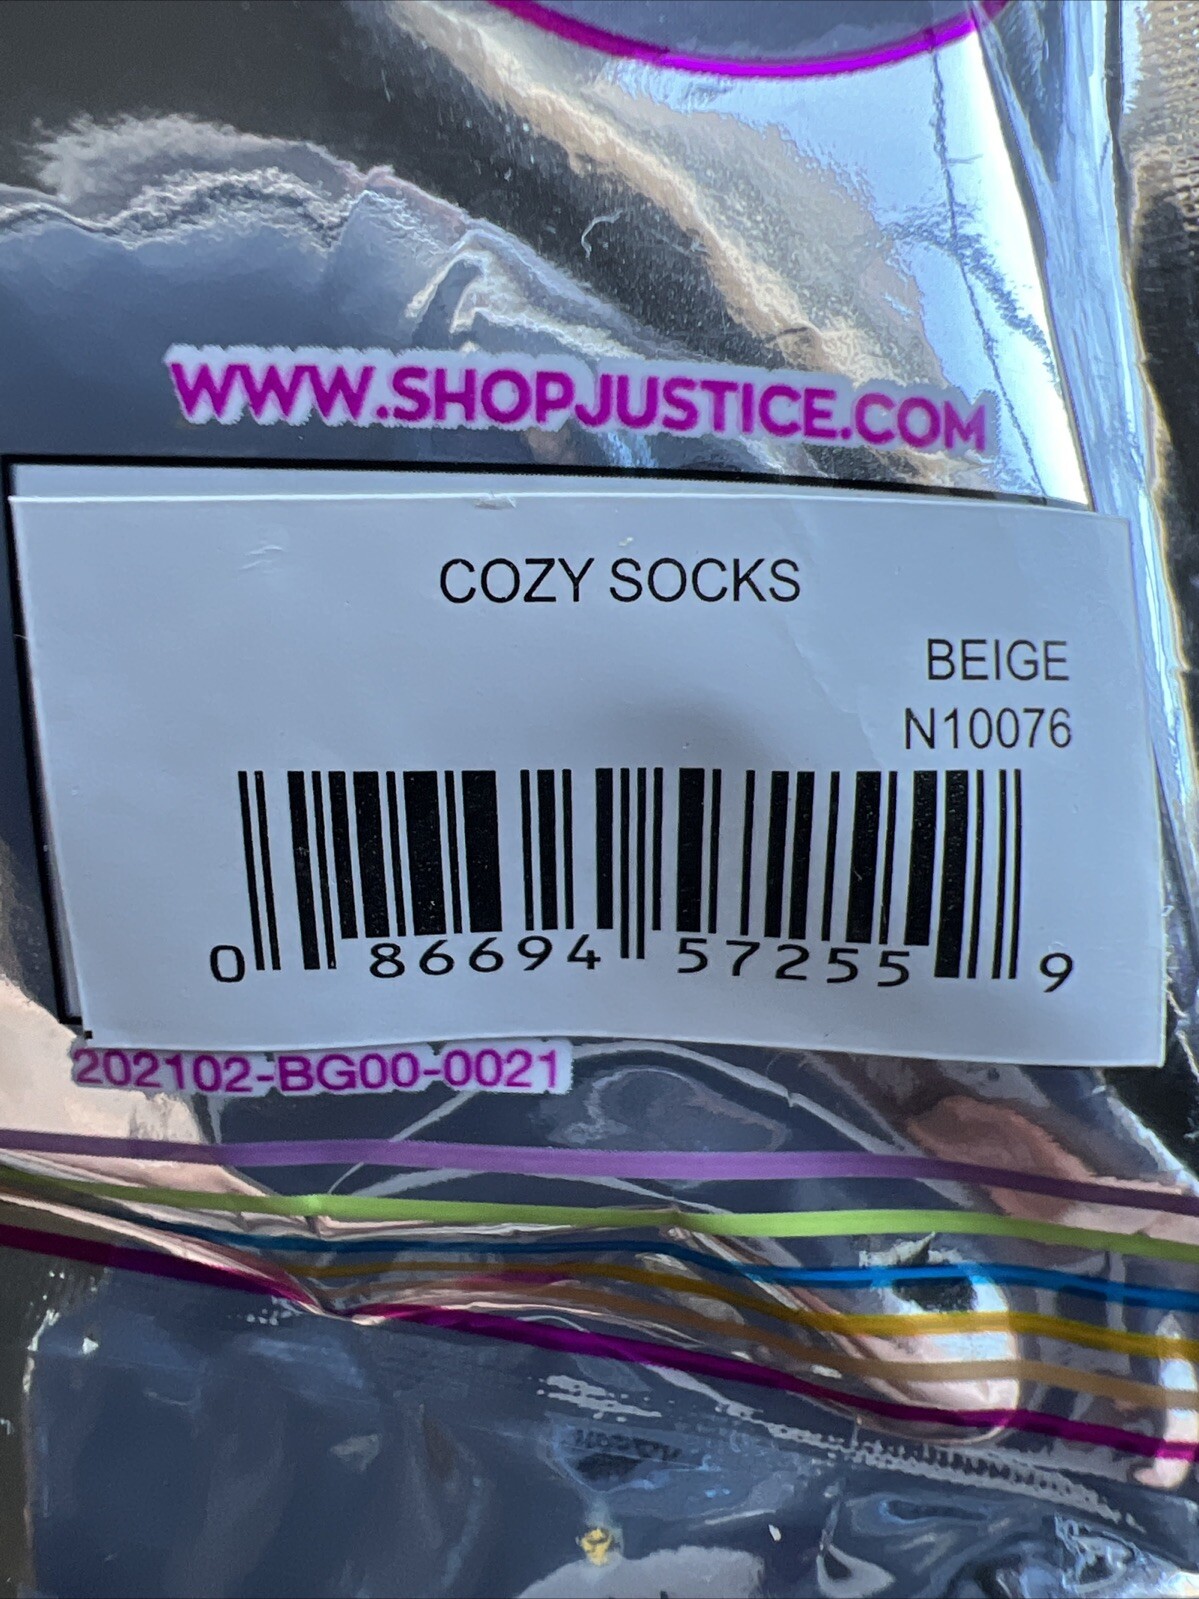 WWW.SHOPJUSTICE.COM
COZY SOCKS
BEIGE
N10076
0 86694 57255 9
202102-BG00-0021